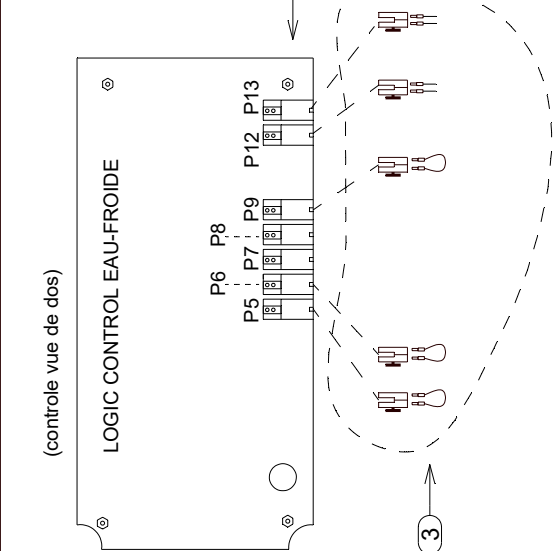 (controle vue de dos)
LOGIC CONTROL EAU-FROIDE
P5
P6
P7
P8
P9
P12
P13
3